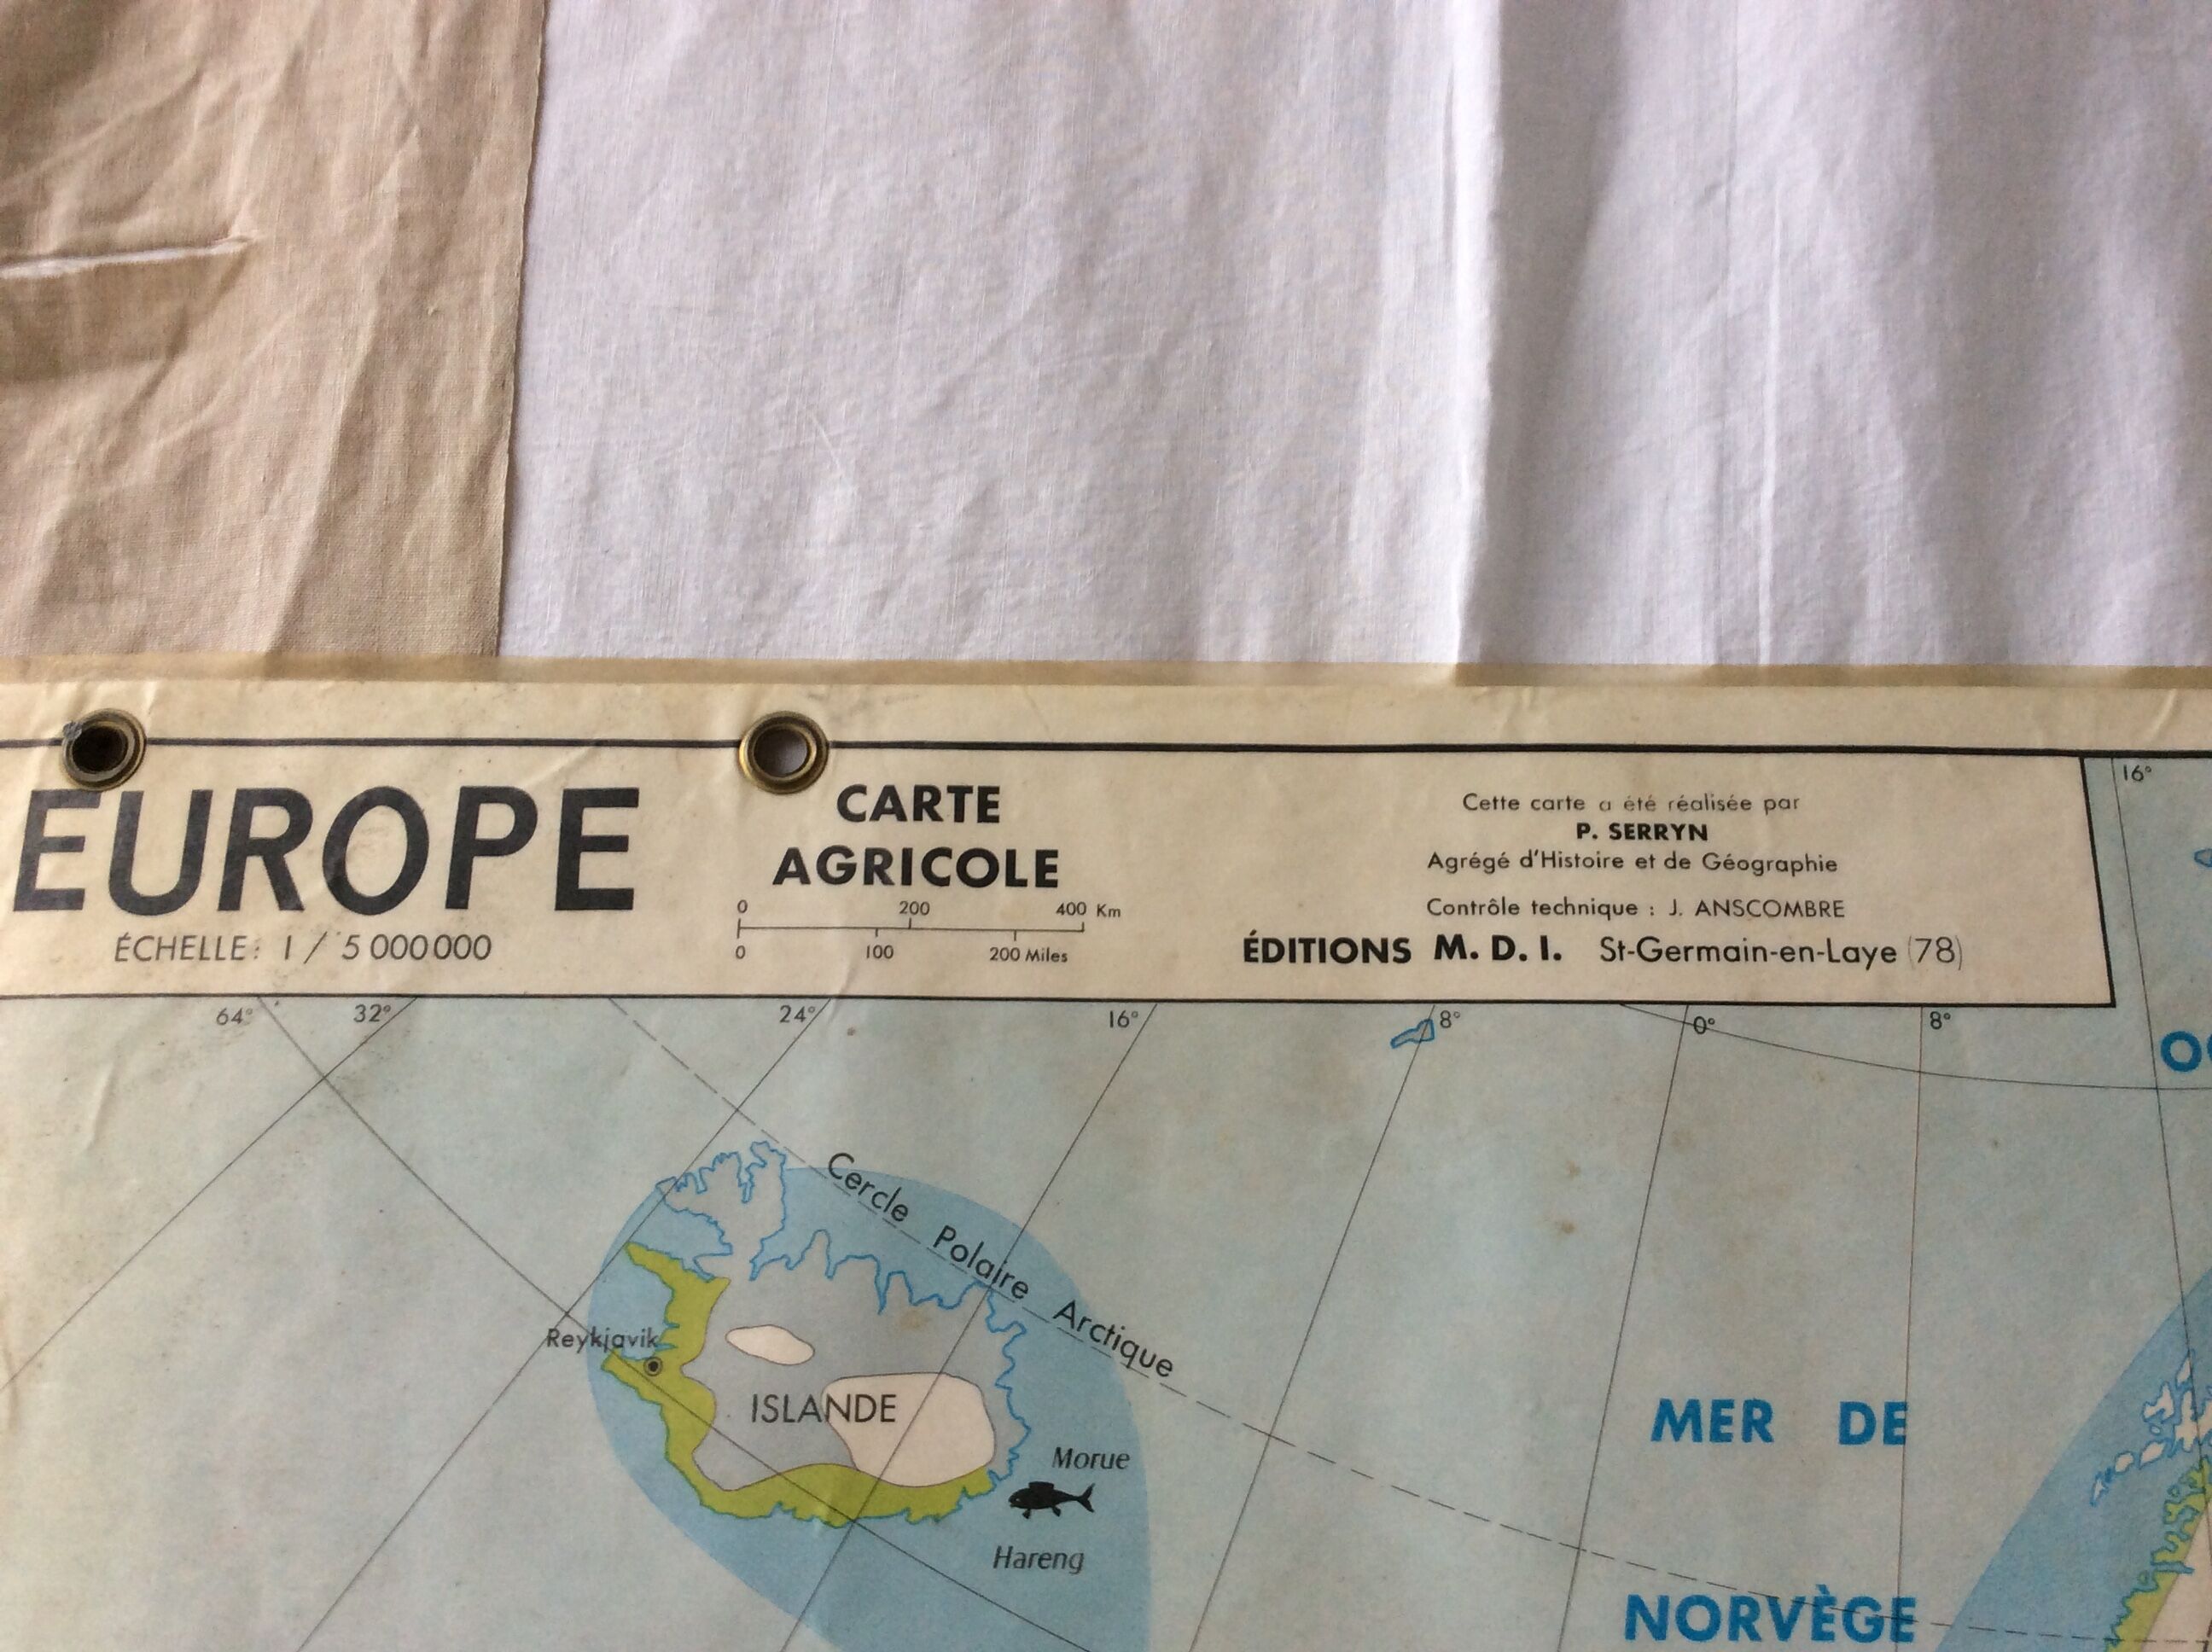 EUROPE
ÉCHELLE: 1 / 5 000 000
CARTE
AGRICOLE
0 200 400 Km
0 100 200 Miles
Cette carte a été réalisée par
P. SERRYN
Agrégé d'Histoire et de Géographie
Contrôle technique : J. ANSCOMBRE
ÉDITIONS M. D. I. St-Germain-en-Laye (78)
16°
64° 32° 24° 16° 8° 0° 8°
Cercle Polaire Arctique
Reykjavik
ISLANDE
Morue
Hareng
MER DE
NORVÈGE